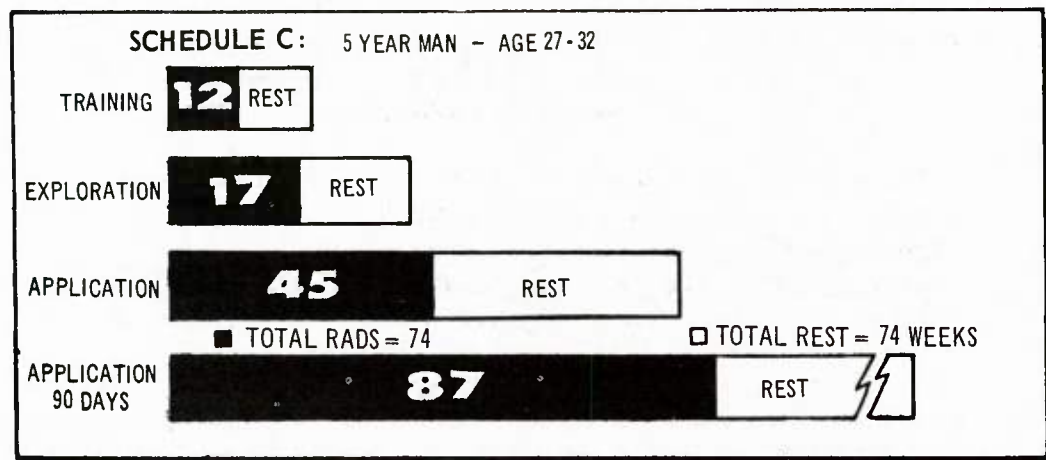 SCHEDULE C: 5 YEAR MAN - AGE 27-32
TRAINING 12 REST
EXPLORATION 17 REST
APPLICATION 45 REST
TOTAL RADS = 74 TOTAL REST = 74 WEEKS
APPLICATION
90 DAYS 87 REST